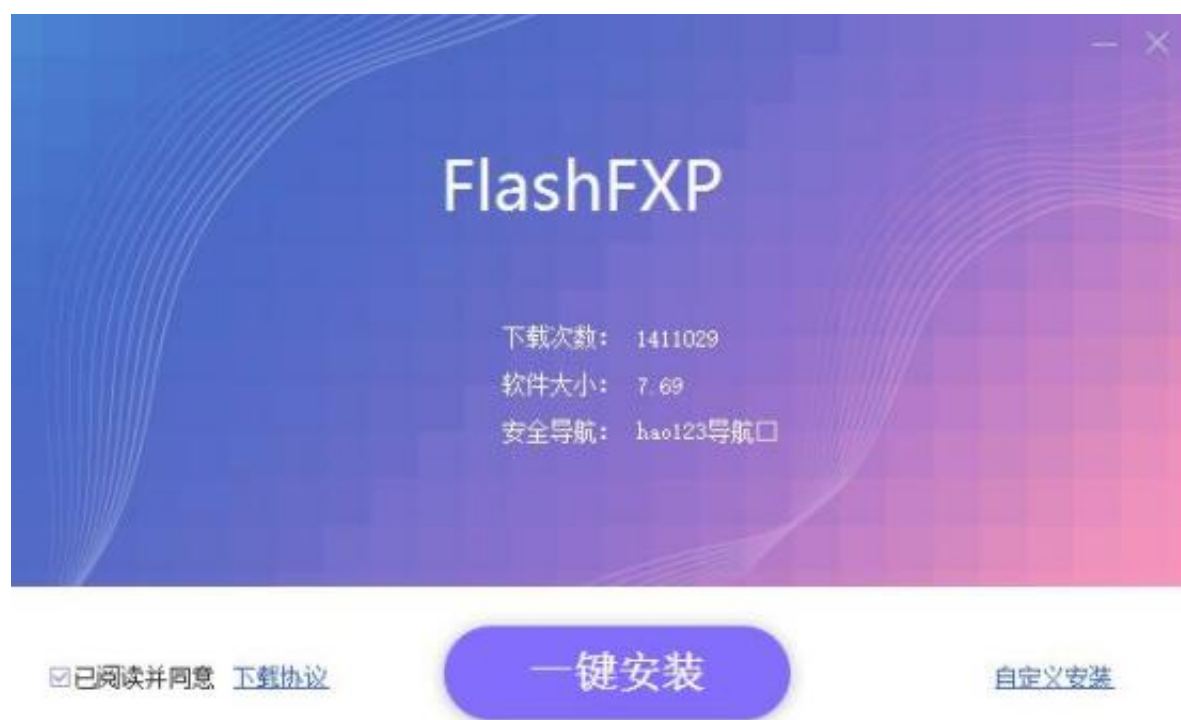 FlashFXP
下载次数： 1411029
软件大小： 7.69
安全导航： hao123导航
已阅读并同意 下载协议
一键安装
自定义安装